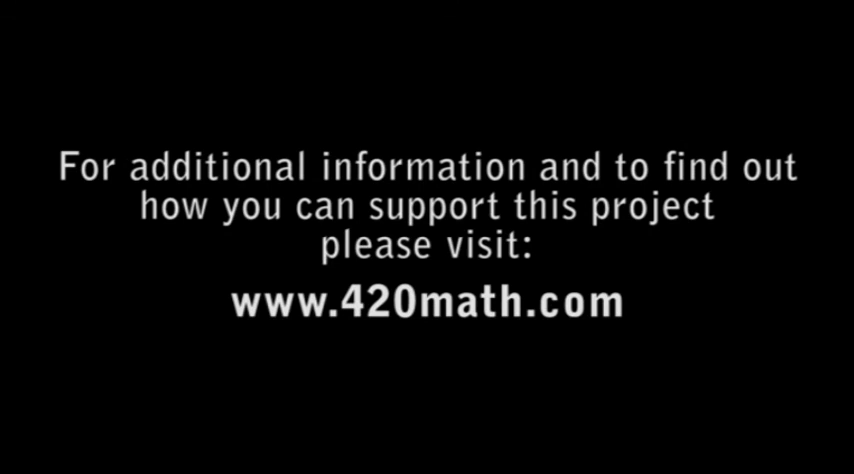 For additional information and to find out
how you can support this project
please visit:
www.420math.com